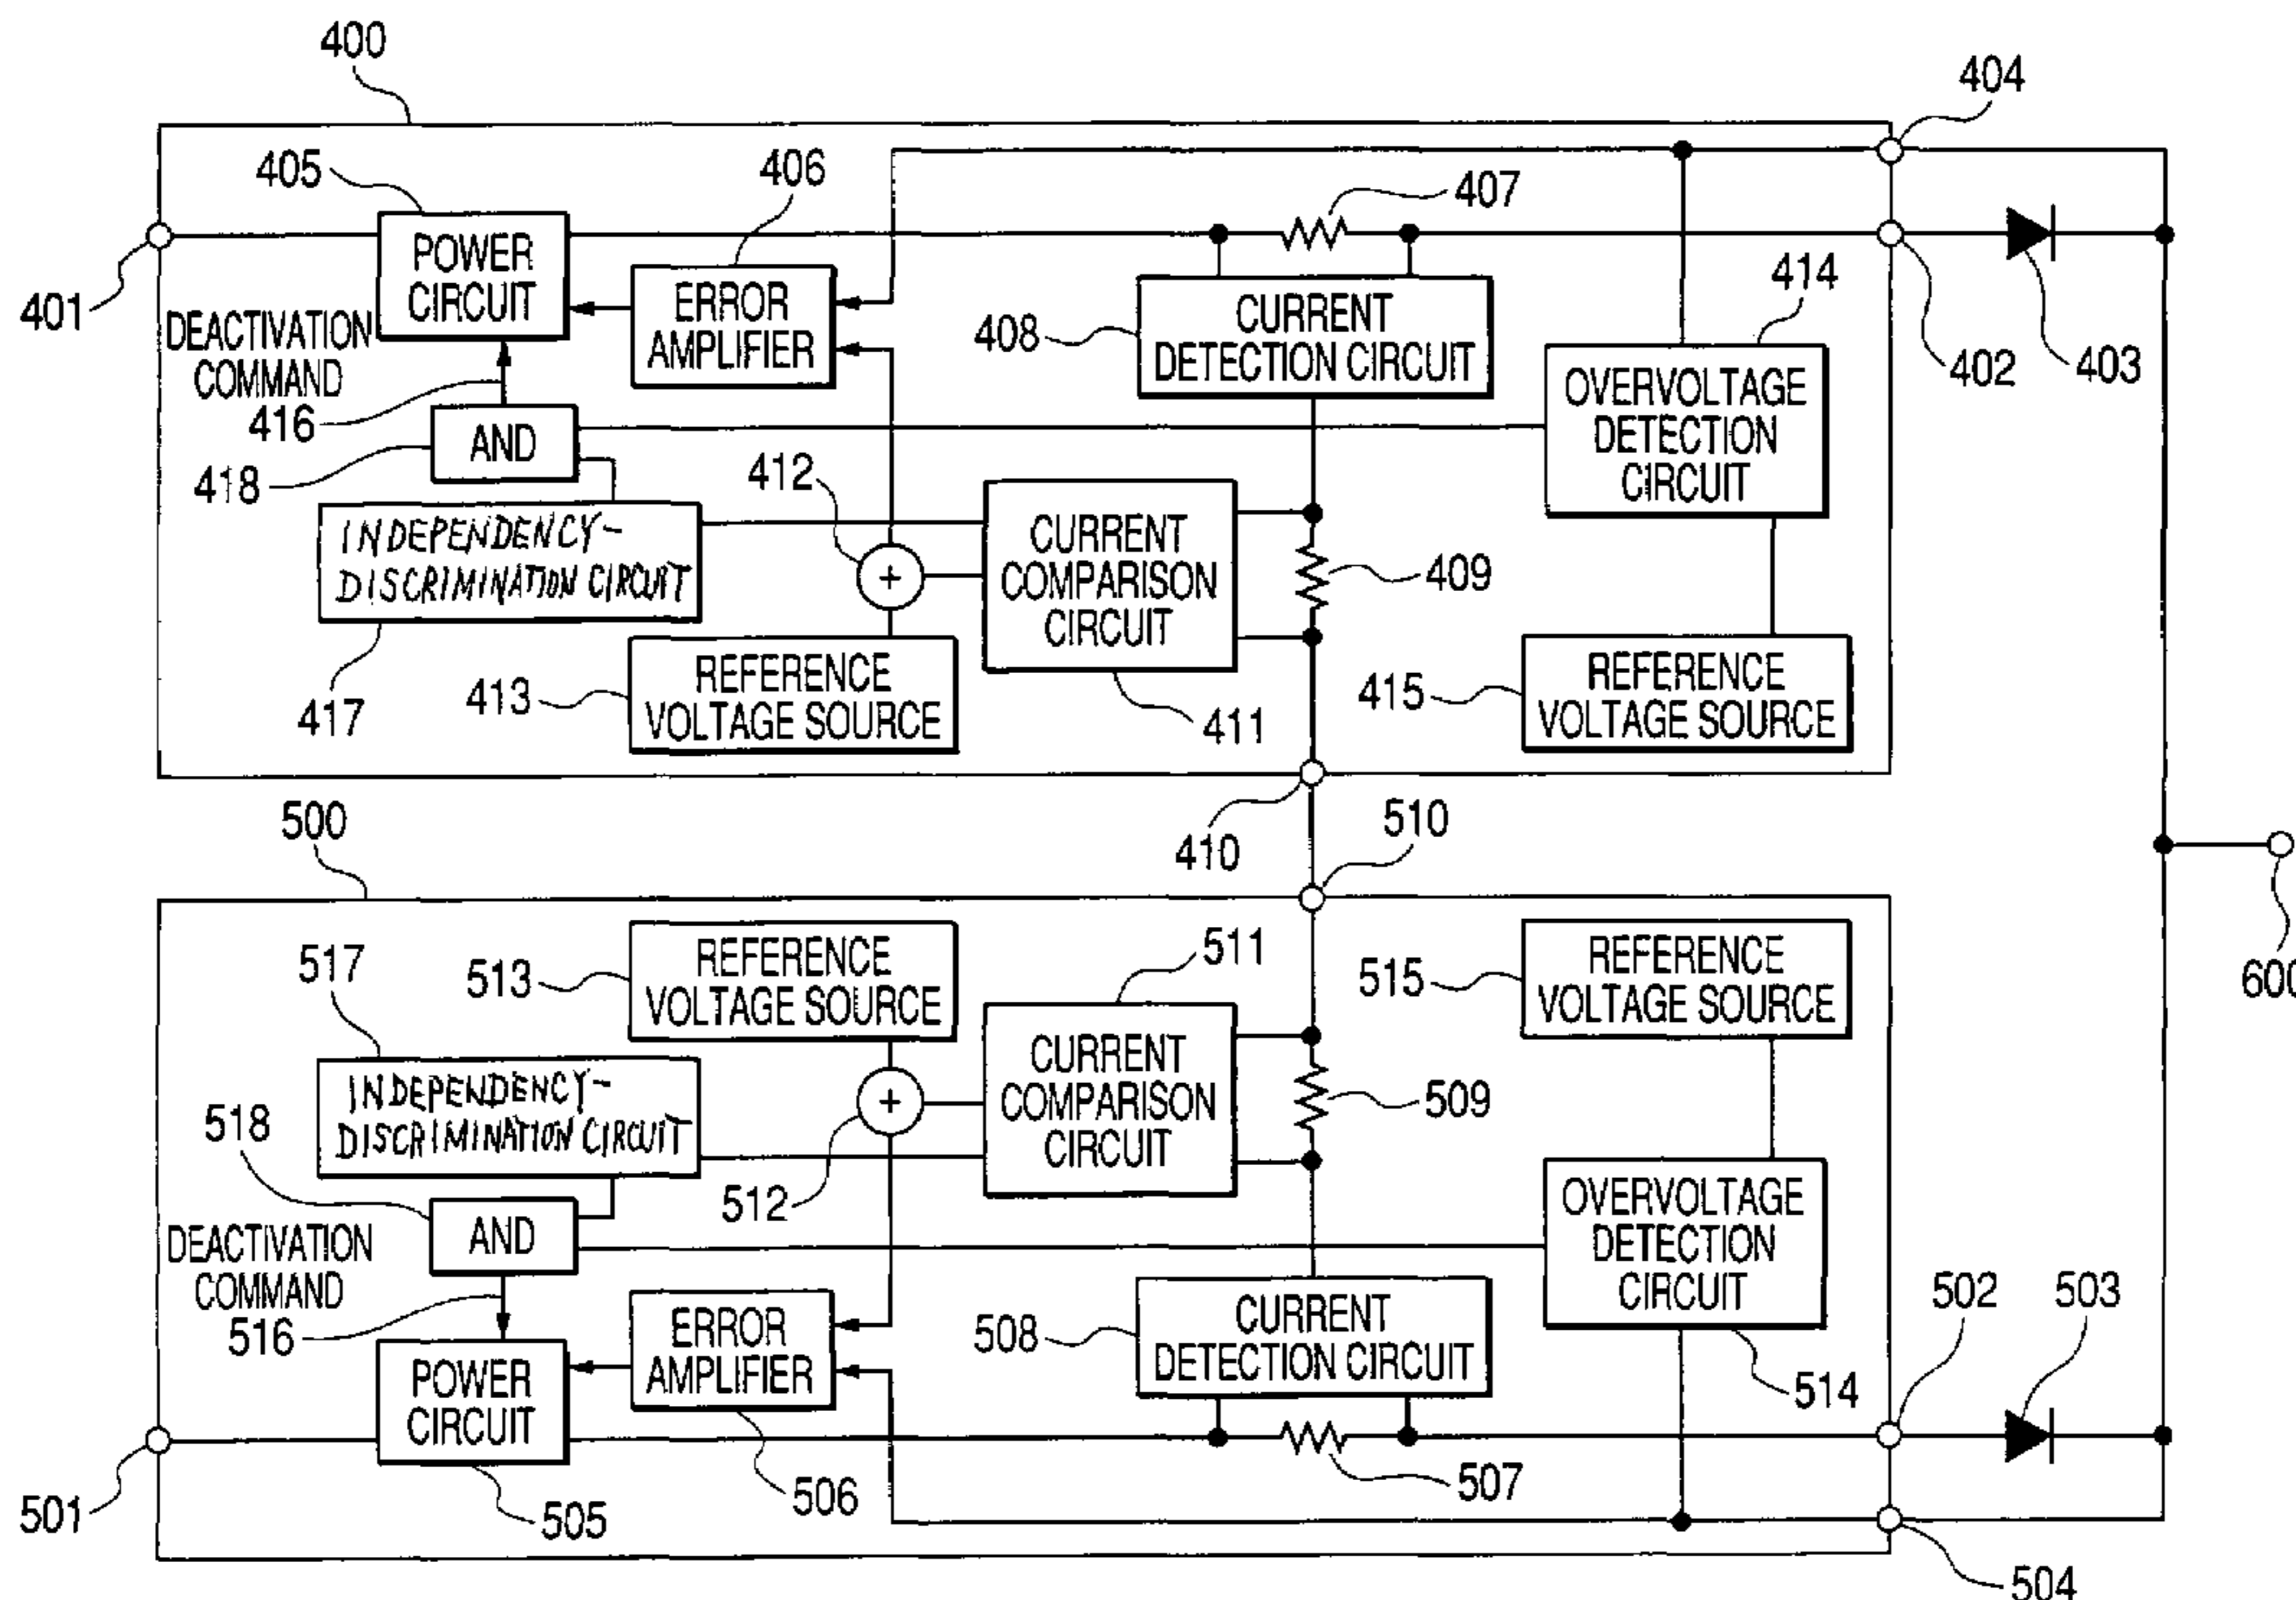 400
404
405
406
407
POWER
CIRCUIT
414
ERROR
AMPLIFIER
CURRENT
DETECTION CIRCUIT
401
DEACTIVATION
COMMAND
408
402
403
416
AND
OVERVOLTAGE
DETECTION
CIRCUIT
418
412
INDEPENDENCY-
DISCRIMINATION CIRCUIT
+
CURRENT
COMPARISON
CIRCUIT
409
417
413
REFERENCE
VOLTAGE SOURCE
411
415
REFERENCE
VOLTAGE SOURCE
410
510
500
600
517
513
REFERENCE
VOLTAGE SOURCE
511
515
REFERENCE
VOLTAGE SOURCE
INDEPENDENCY-
DISCRIMINATION CIRCUIT
+
CURRENT
COMPARISON
CIRCUIT
509
518
512
AND
OVERVOLTAGE
DETECTION
CIRCUIT
DEACTIVATION
COMMAND
516
ERROR
AMPLIFIER
508
CURRENT
DETECTION CIRCUIT
502
503
POWER
CIRCUIT
514
501
505
506
507
504